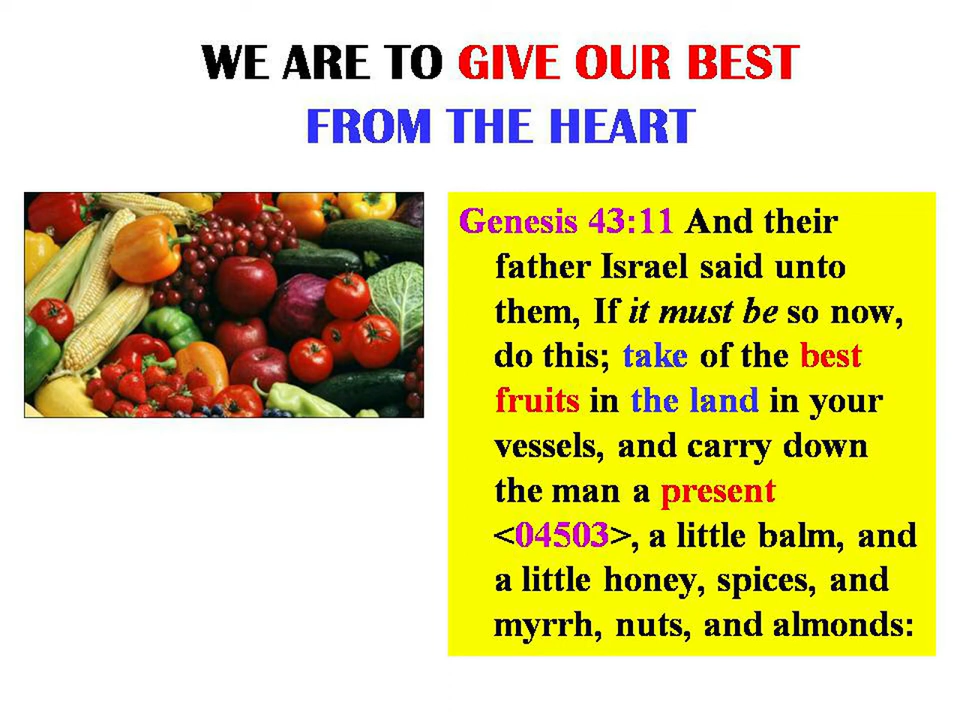 WE ARE TO GIVE OUR BEST
FROM THE HEART
Genesis 43:11 And their
father Israel said unto
them, If it must be so now,
do this; take of the best
fruits in the land in your
vessels, and carry down
the man a present
<04503>, a little balm, and
a little honey, spices, and
myrrh, nuts, and almonds: